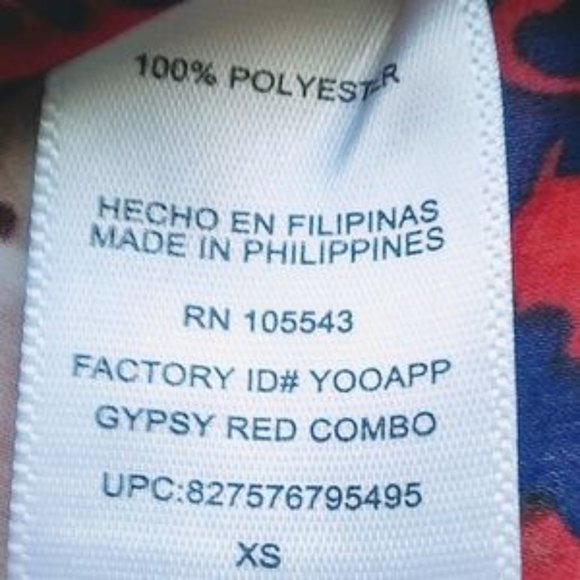 100% POLYESTER
HECHO EN FILIPINAS
MADE IN PHILIPPINES
RN 105543
FACTORY ID# YOOAPP
GYPSY RED COMBO
UPC:827576795495
XS